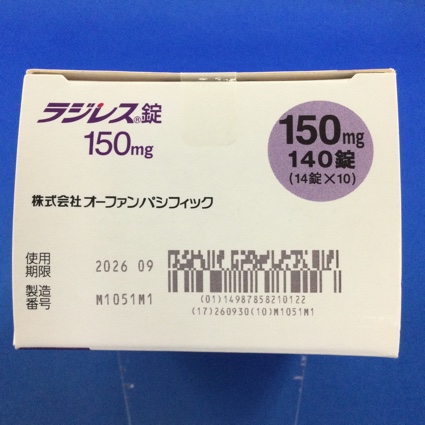 ラジレス®錠
150mg
150mg
140錠
(14錠×10)
株式会社オーファンパシフィック
使用
期限
2026 09
製造
番号
M1051M1
(01)14987858210122
(17)260930(10)M1051M1